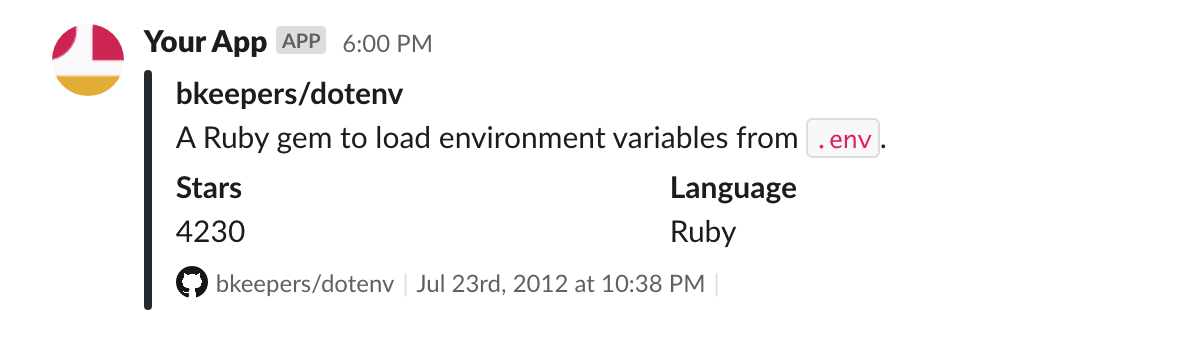 Your App APP 6:00 PM
bkeepers/dotenv
A Ruby gem to load environment variables from .env.
Stars Language
4230 Ruby
bkeepers/dotenv | Jul 23rd, 2012 at 10:38 PM |